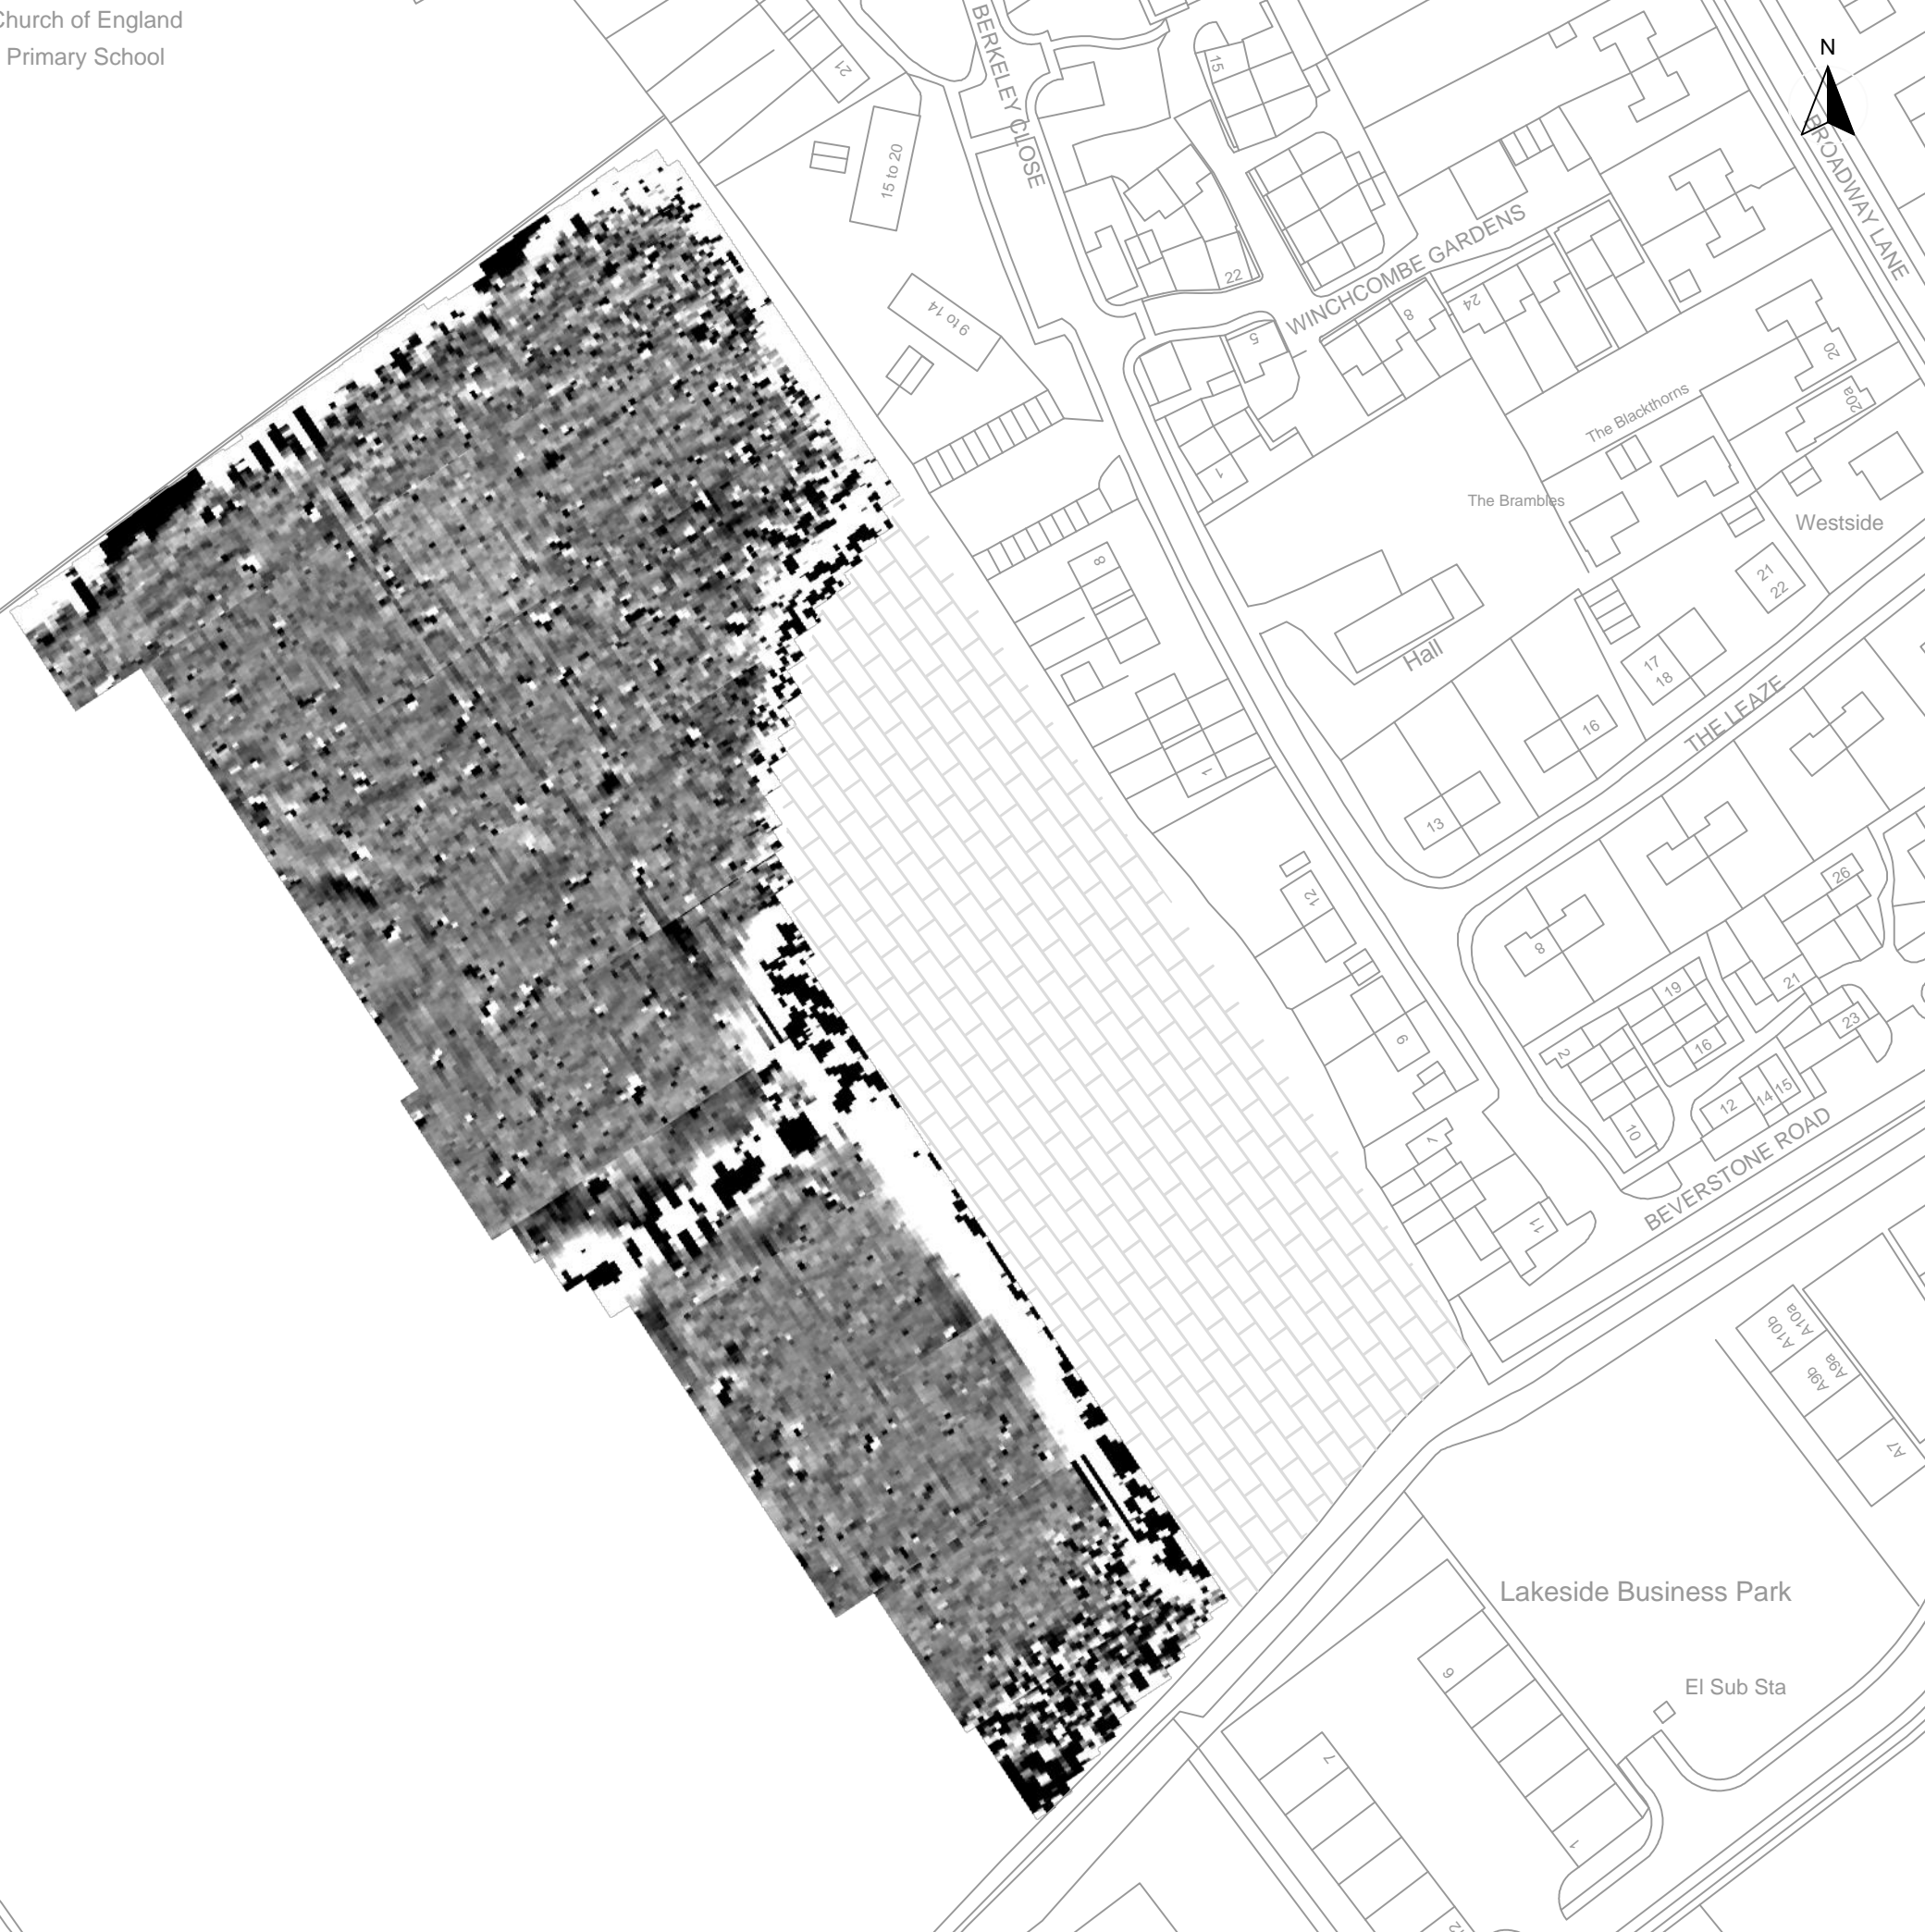 Church of England
Primary School
N
BERKELEY CLOSE
21
15
15 to 20
BROADWAY LANE
WINCHCOMBE GARDENS
22
9 to 14
8
24
5
20
20a
The Blackthorns
1
The Brambles
Westside
8
21
22
Hall
17
18
16
THE LEAZE
1
13
26
12
8
19
21
23
6
2
16
12
14
15
10
1
BEVERSTONE ROAD
11
A10b
A10a
A9b
A9a
A7
Lakeside Business Park
9
El Sub Sta
7
1